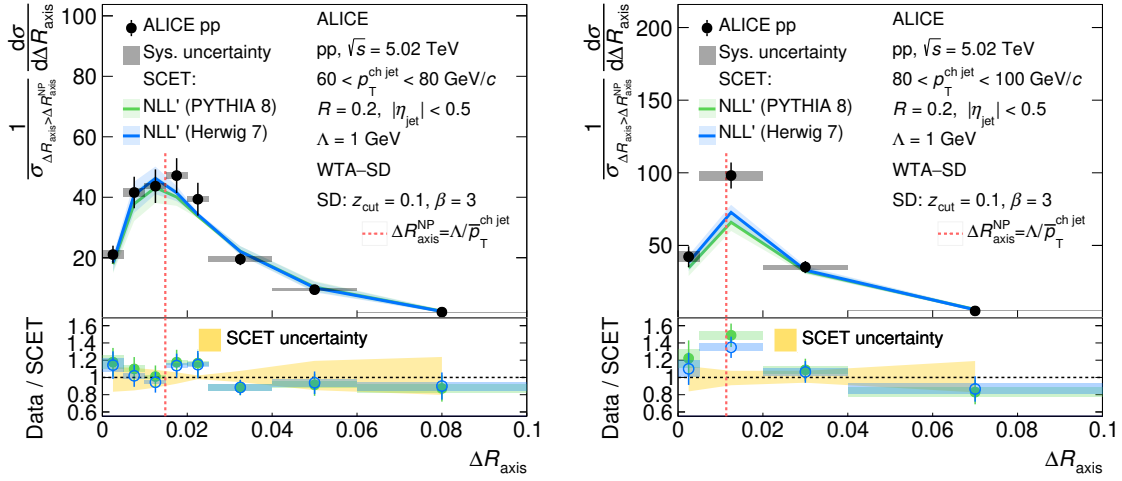 1/σ_{ΔR_axis>ΔR_axis^NP} dσ/dΔR_axis
100
80
60
40
20
ALICE pp
Sys. uncertainty
SCET:
NLL' (PYTHIA 8)
NLL' (Herwig 7)
ALICE
pp, √s = 5.02 TeV
60 < p_T^{ch jet} < 80 GeV/c
R = 0.2, |η_jet| < 0.5
Λ = 1 GeV
WTA–SD
SD: z_cut = 0.1, β = 3
ΔR_axis^NP=Λ/p̅_T^{ch jet}
Data / SCET
1.6
1.4
1.2
1
0.8
0.6
SCET uncertainty
0 0.02 0.04 0.06 0.08 0.1
ΔR_axis
1/σ_{ΔR_axis>ΔR_axis^NP} dσ/dΔR_axis
200
150
100
50
ALICE pp
Sys. uncertainty
SCET:
NLL' (PYTHIA 8)
NLL' (Herwig 7)
ALICE
pp, √s = 5.02 TeV
80 < p_T^{ch jet} < 100 GeV/c
R = 0.2, |η_jet| < 0.5
Λ = 1 GeV
WTA–SD
SD: z_cut = 0.1, β = 3
ΔR_axis^NP=Λ/p̅_T^{ch jet}
Data / SCET
1.6
1.4
1.2
1
0.8
0.6
SCET uncertainty
0 0.02 0.04 0.06 0.08 0.1
ΔR_axis